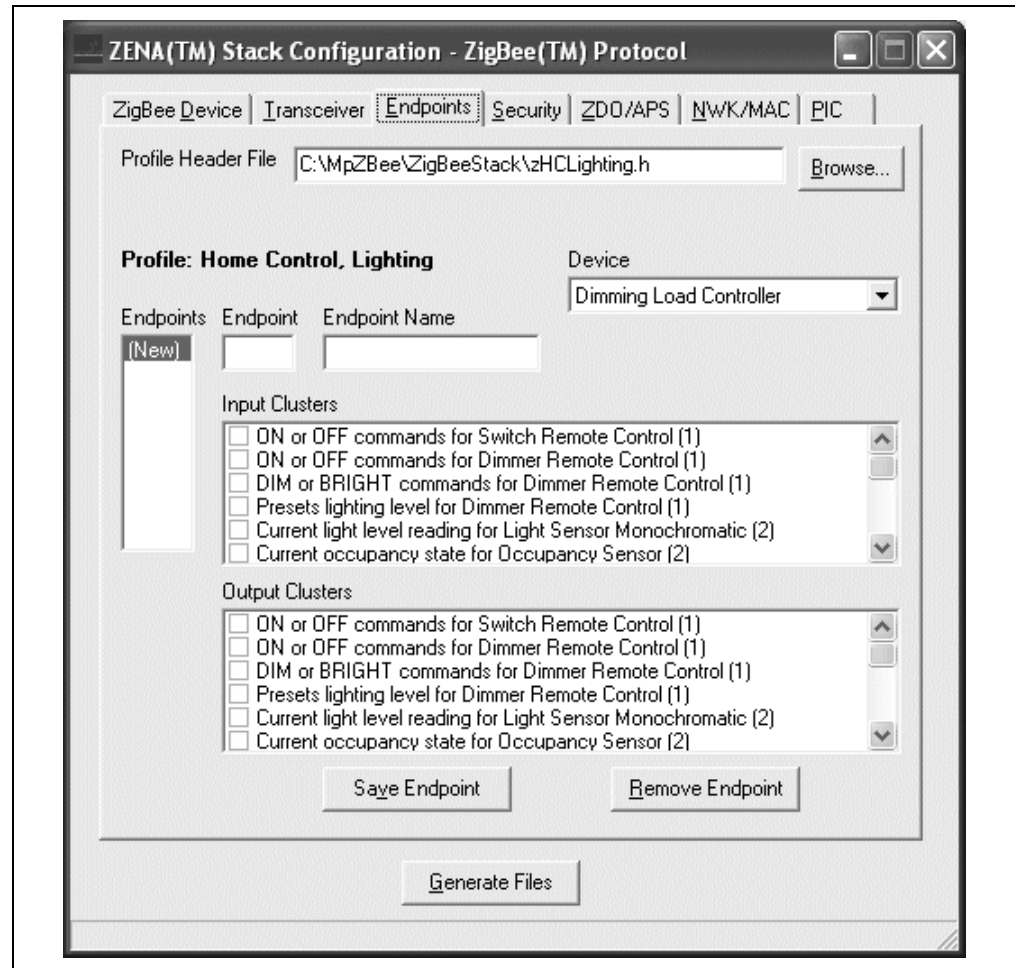 ZENA(TM) Stack Configuration - ZigBee(TM) Protocol
ZigBee Device Transceiver Endpoints Security ZDO/APS NWK/MAC PIC
Profile Header File C:\MpZBee\ZigBeeStack\zHCLighting.h Browse...
Profile: Home Control, Lighting Device
Dimming Load Controller
Endpoints Endpoint Endpoint Name
(New)
Input Clusters
ON or OFF commands for Switch Remote Control (1)
ON or OFF commands for Dimmer Remote Control (1)
DIM or BRIGHT commands for Dimmer Remote Control (1)
Presets lighting level for Dimmer Remote Control (1)
Current light level reading for Light Sensor Monochromatic (2)
Current occupancy state for Occupancy Sensor (2)
Output Clusters
ON or OFF commands for Switch Remote Control (1)
ON or OFF commands for Dimmer Remote Control (1)
DIM or BRIGHT commands for Dimmer Remote Control (1)
Presets lighting level for Dimmer Remote Control (1)
Current light level reading for Light Sensor Monochromatic (2)
Current occupancy state for Occupancy Sensor (2)
Save Endpoint Remove Endpoint
Generate Files